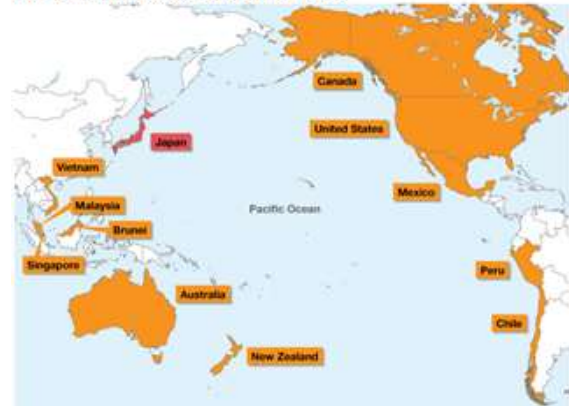 Canada
United States
Japan
Vietnam
Mexico
Malaysia
Pacific Ocean
Brunei
Singapore
Peru
Australia
Chile
New Zealand